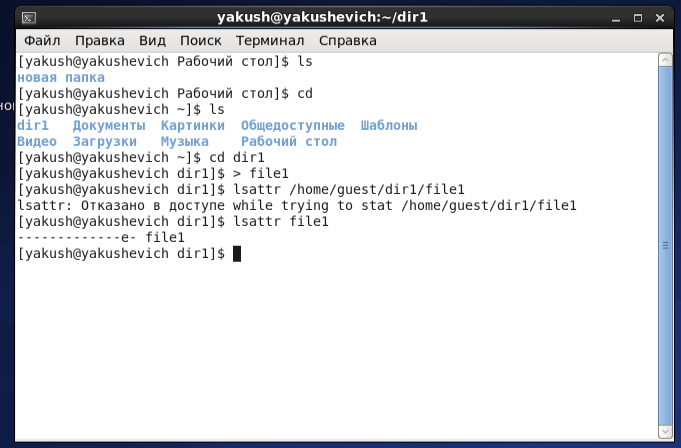 yakush@yakushevich:~/dir1
Файл Правка Вид Поиск Терминал Справка
[yakush@yakushevich Рабочий стол]$ ls
новая папка
[yakush@yakushevich Рабочий стол]$ cd
[yakush@yakushevich ~]$ ls
dir1   Документы  Картинки  Общедоступные  Шаблоны
Видео  Загрузки   Музыка    Рабочий стол
[yakush@yakushevich ~]$ cd dir1
[yakush@yakushevich dir1]$ > file1
[yakush@yakushevich dir1]$ lsattr /home/guest/dir1/file1
lsattr: Отказано в доступе while trying to stat /home/guest/dir1/file1
[yakush@yakushevich dir1]$ lsattr file1
-------------e- file1
[yakush@yakushevich dir1]$